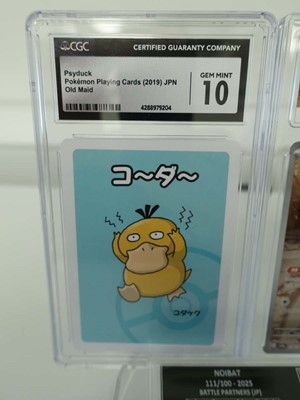 CGC
CERTIFIED GUARANTY COMPANY
Psyduck
Pokémon Playing Cards (2019) JPN
Old Maid
GEM MINT
10
4288979204
コ〜ダ〜
コダック
NOIBAT
111/100 - 2025
BATTLE PARTNERS (JP)